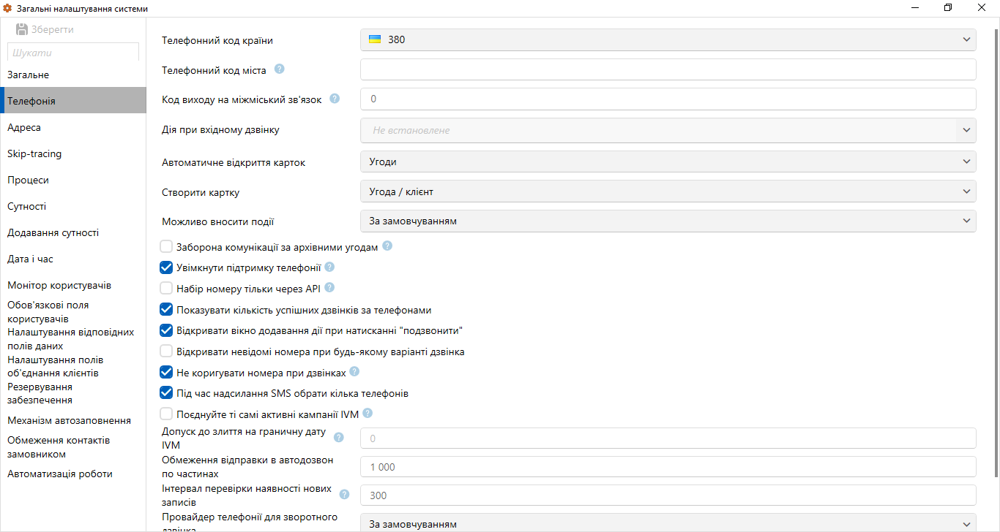 Загальні налаштування системи
Зберегти
Шукати
Загальне
Телефонія
Адреса
Skip-tracing
Процеси
Сутності
Додавання сутності
Дата і час
Монітор користувачів
Обов'язкові поля
користувачів
Налаштування відповідних
полів даних
Налаштування полів
об'єднання клієнтів
Резервування
забезпечення
Механізм автозаповнення
Обмеження контактів
замовником
Автоматизація роботи
Телефонний код країни
380
Телефонний код міста ?
Код виходу на міжміський зв'язок ?
0
Дія при вхідному дзвінку
Не встановлене
Автоматичне відкриття карток
Угоди
Створити картку
Угода / клієнт
Можливо вносити події
За замовчуванням
Заборона комунікації за архівними угодам ?
Увімкнути підтримку телефонії ?
Набір номеру тільки через API ?
Показувати кількість успішних дзвінків за телефонами
Відкривати вікно додавання дії при натисканні "подзвонити"
Відкривати невідомі номера при будь-якому варіанті дзвінка
Не коригувати номера при дзвінках ?
Під час надсилання SMS обрати кілька телефонів
Поєднуйте ті самі активні кампанії IVM ?
Допуск до злиття на граничну дату
IVM
?
0
Обмеження відправки в автодозвон
по частинах
1 000
Інтервал перевірки наявності нових
записів
?
300
Провайдер телефонії для зворотного
дзвінка
За замовчуванням